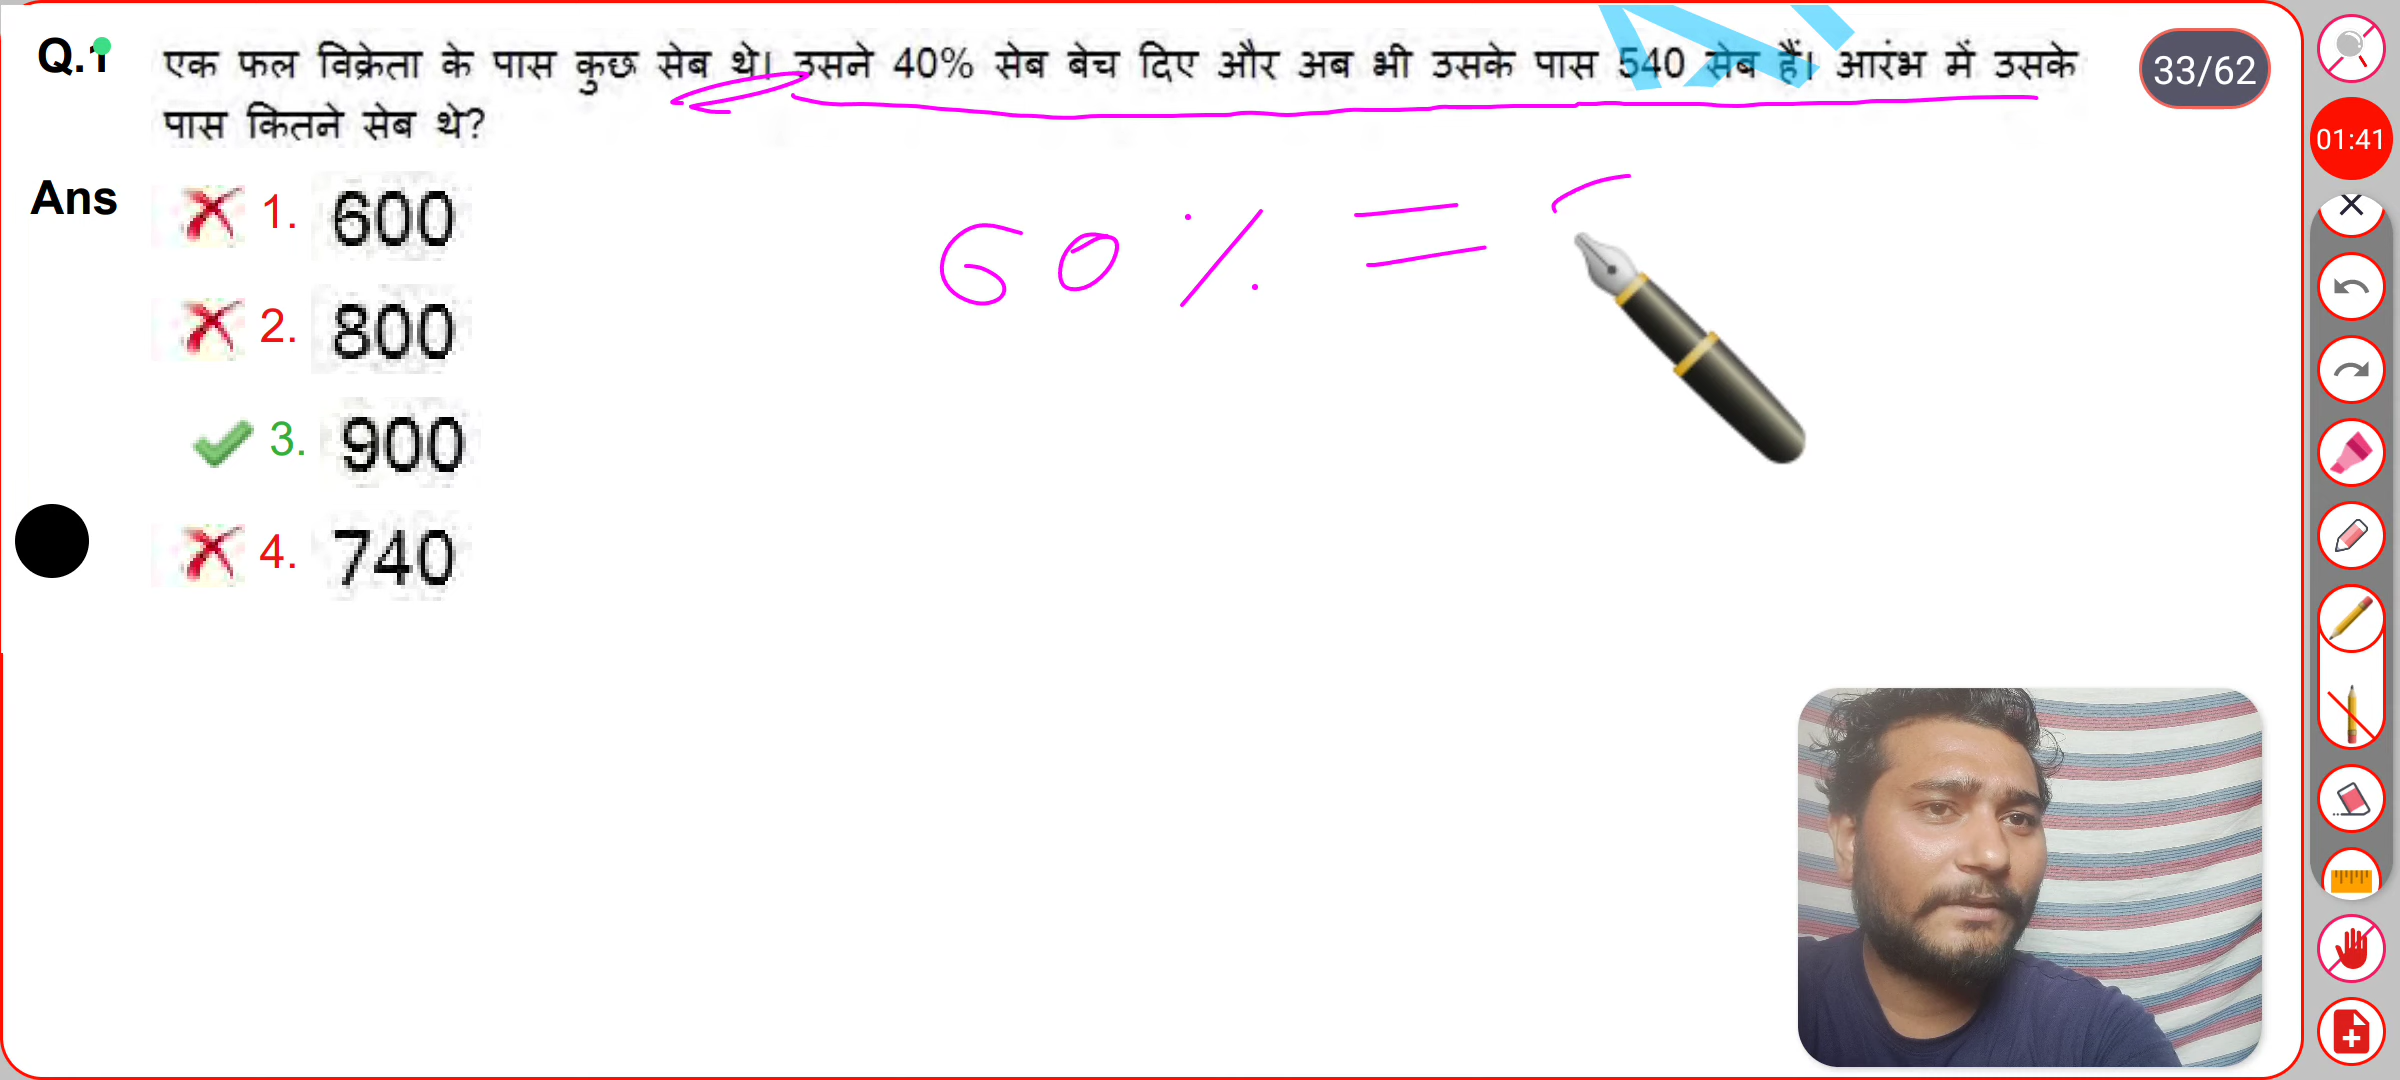 Q.1 एक फल विक्रेता के पास कुछ सेब थे। उसने 40% सेब बेच दिए और अब भी उसके पास 540 सेब हैं। आरंभ में उसके
पास कितने सेब थे?
33/62
01:41
Ans 1. 600
2. 800
3. 900
4. 740
60% =